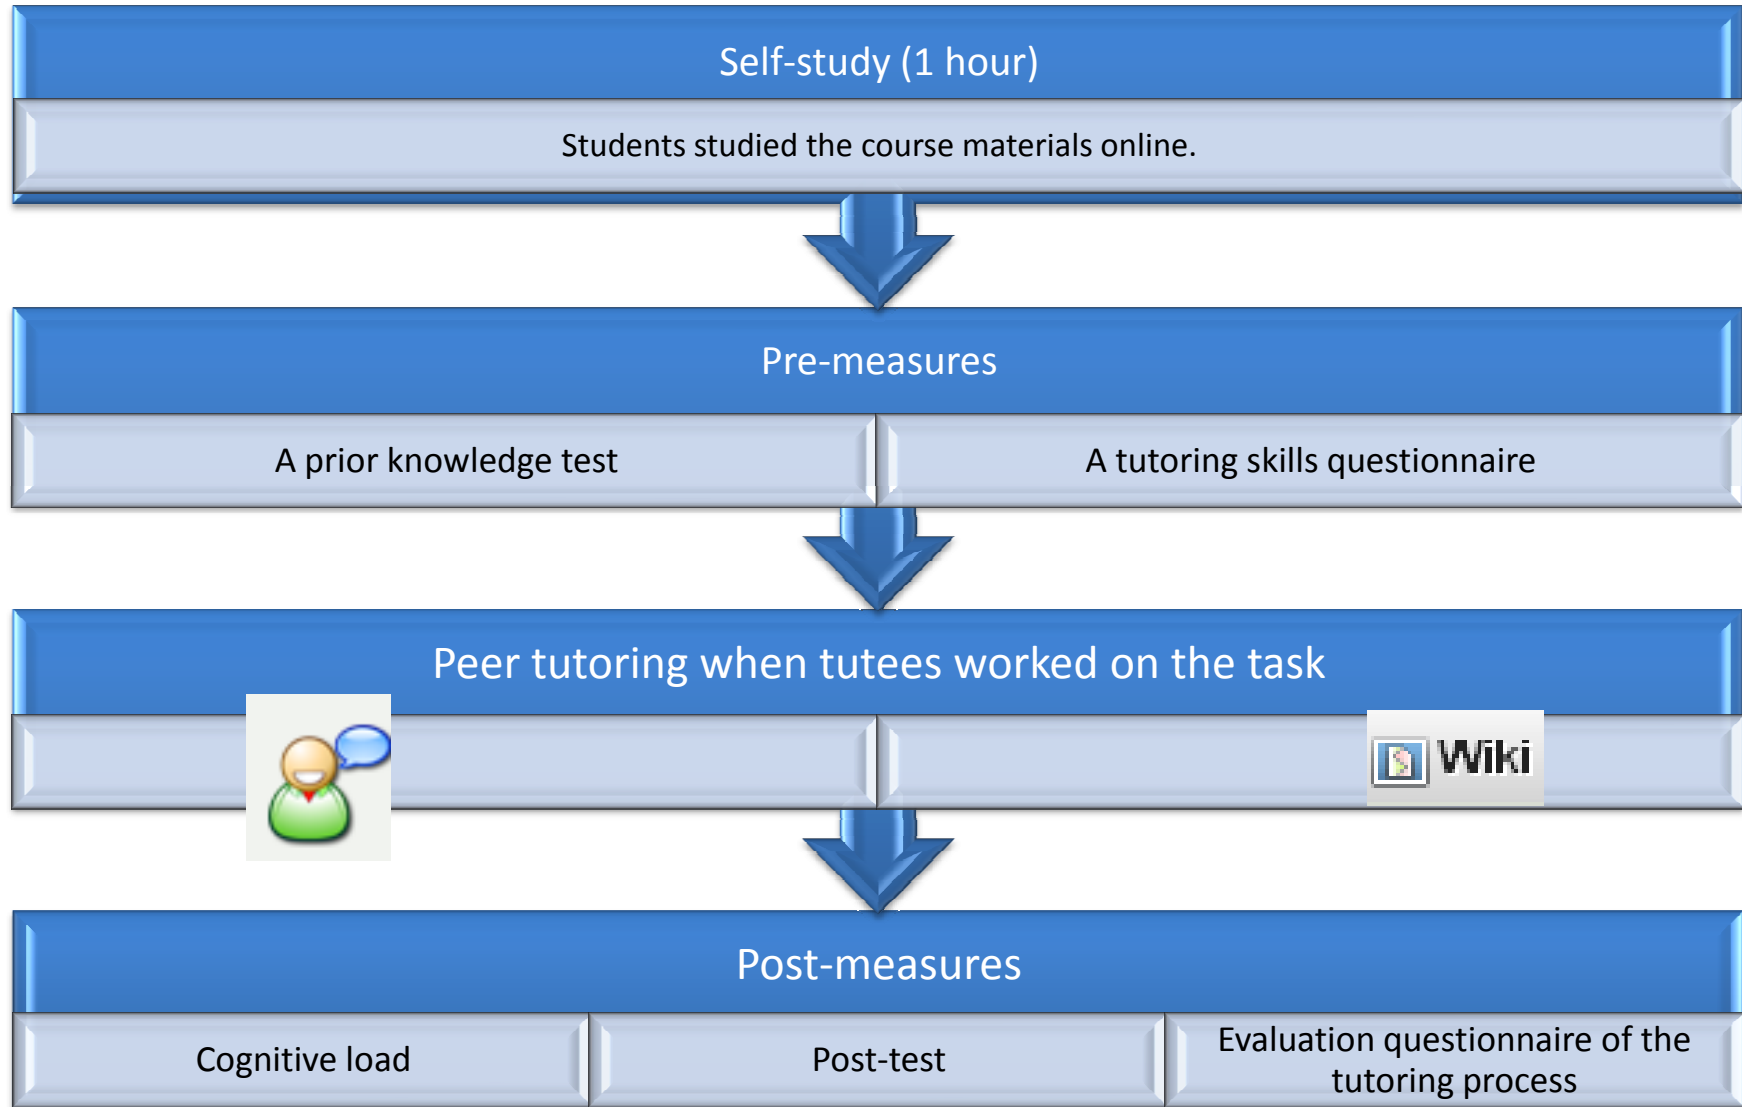 Self-study (1 hour)
Students studied the course materials online.
Pre-measures
A prior knowledge test
A tutoring skills questionnaire
Peer tutoring when tutees worked on the task
Wiki
Post-measures
Cognitive load
Post-test
Evaluation questionnaire of the
tutoring process